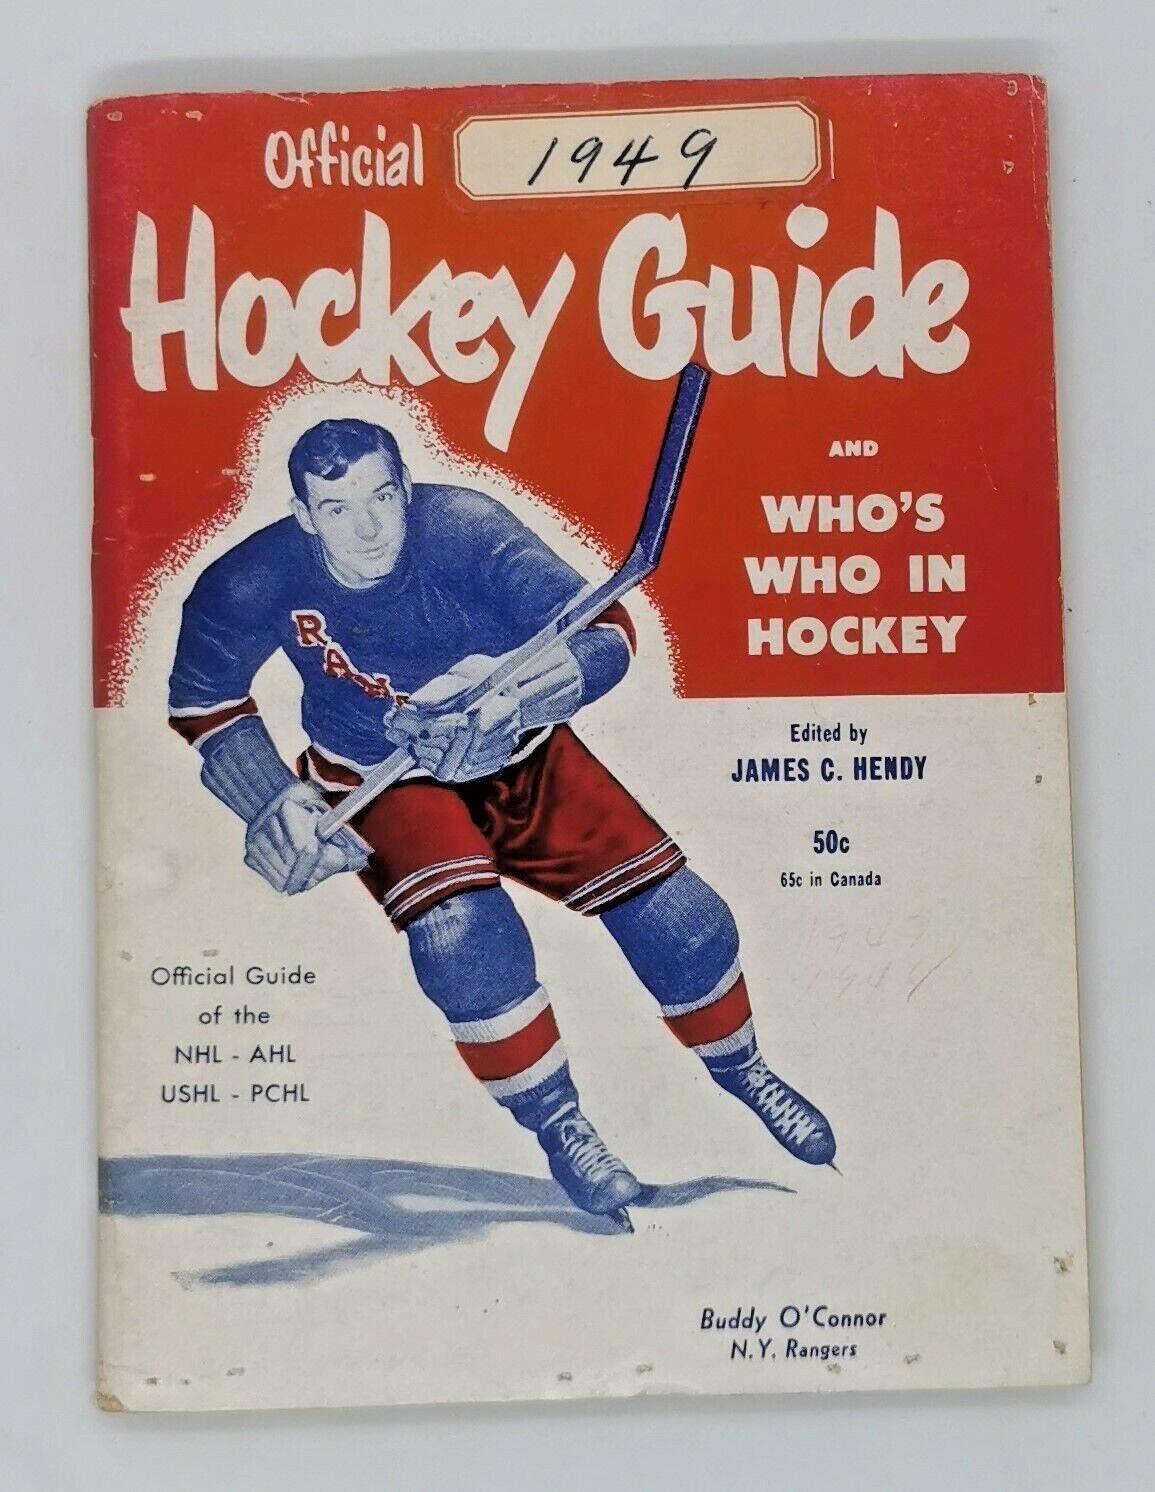 Official 1949
Hockey Guide
AND
WHO'S
WHO IN
HOCKEY
RAN
Edited by
JAMES C. HENDY
50c
65c in Canada
Official Guide
of the
NHL - AHL
USHL - PCHL
Buddy O'Connor
N.Y. Rangers